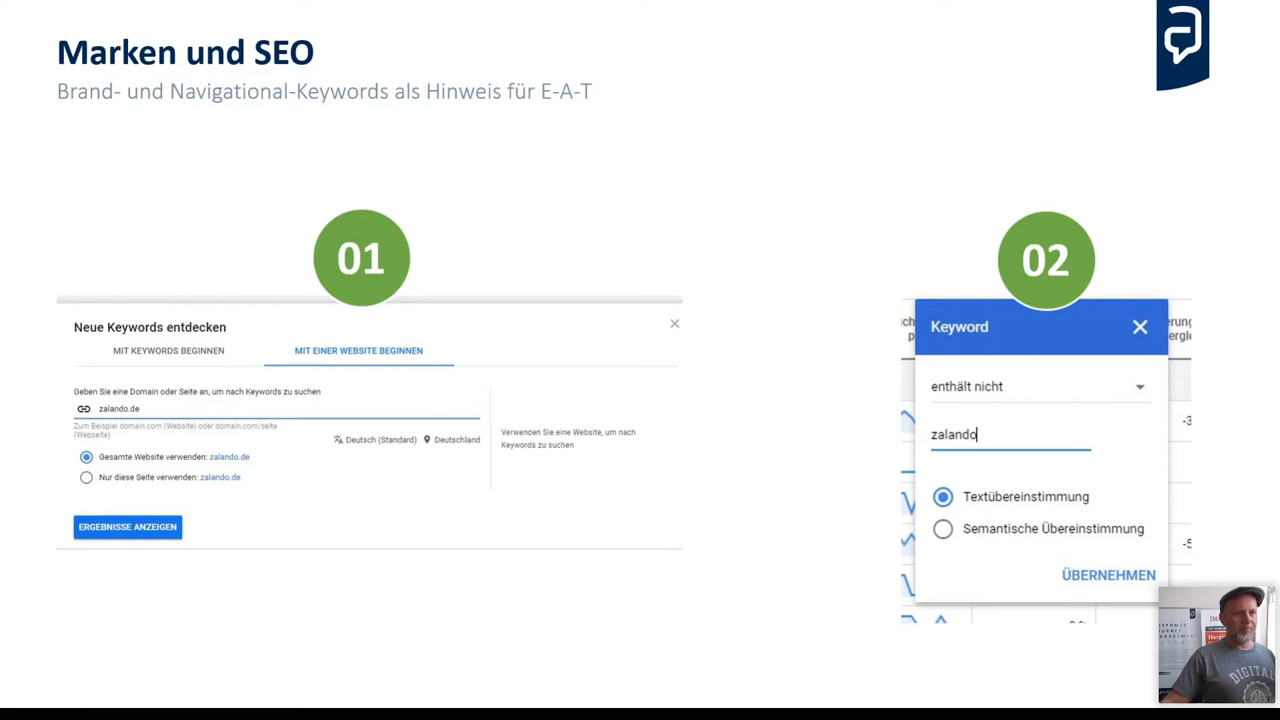 Marken und SEO
Brand- und Navigational-Keywords als Hinweis für E-A-T
01
Neue Keywords entdecken
MIT KEYWORDS BEGINNEN
MIT EINER WEBSITE BEGINNEN
Geben Sie eine Domain oder Seite an, um nach Keywords zu suchen
zalando.de
Zum Beispiel domain.com (Website) oder domain.com/seite
(Webseite)
Deutsch (Standard)
Deutschland
Gesamte Website verwenden: zalando.de
Nur diese Seite verwenden: zalando.de
Verwenden Sie eine Website, um nach
Keywords zu suchen
ERGEBNISSE ANZEIGEN
02
Keyword
enthält nicht
zalando
Textübereinstimmung
Semantische Übereinstimmung
ÜBERNEHMEN
DIGITAL